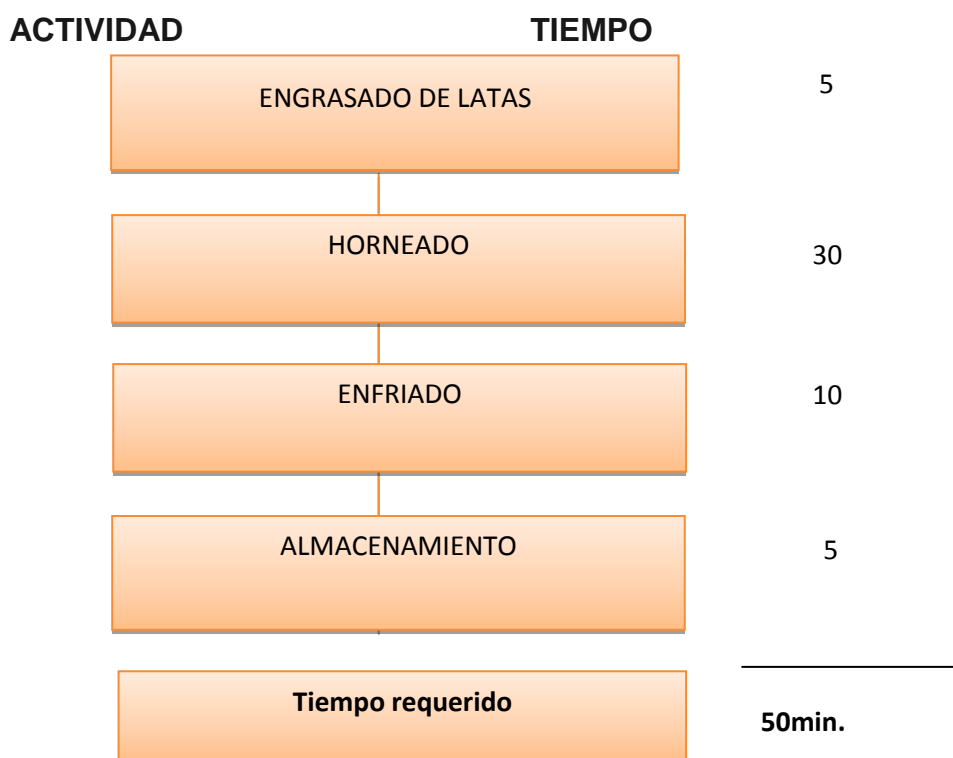 ACTIVIDAD TIEMPO
ENGRASADO DE LATAS 5
HORNEADO 30
ENFRIADO 10
ALMACENAMIENTO 5
Tiempo requerido 50min.